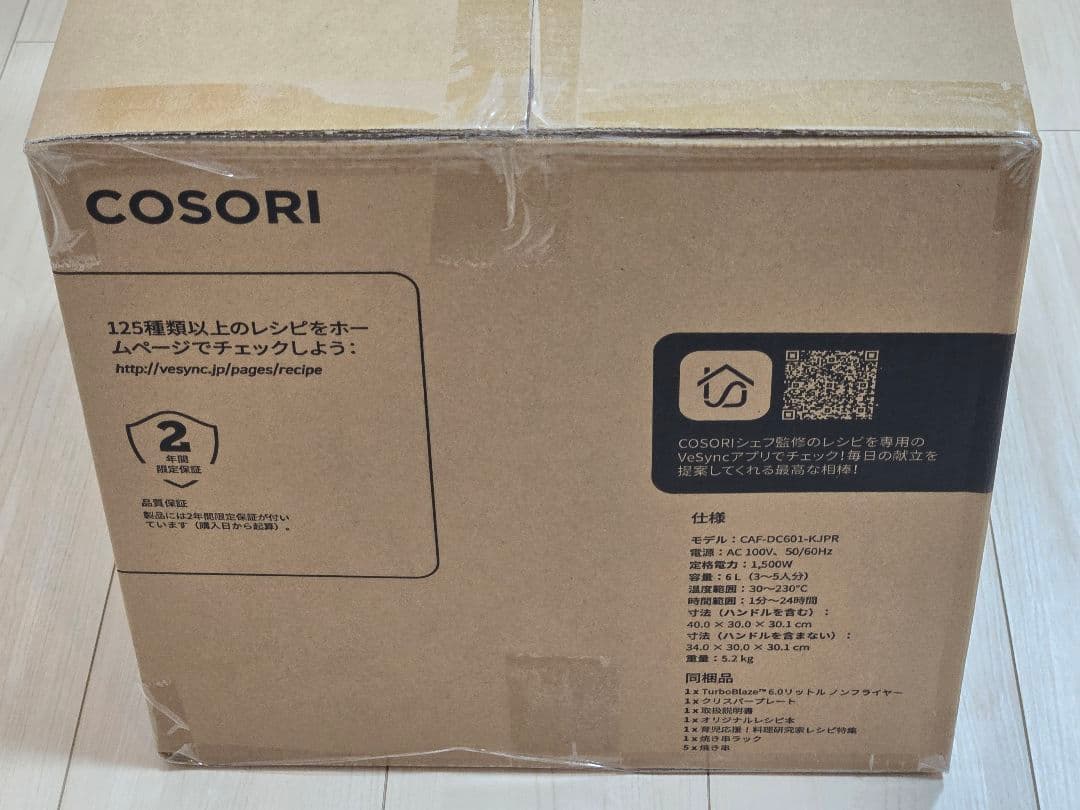 COSORI
125種類以上のレシピをホー
ムページでチェックしよう：
http://vesync.jp/pages/recipe
2
年間
限定保証
品質保証
製品には2年間限定保証が付い
ています（購入日から起算）。
COSORIシェフ監修のレシピを専用の
VeSyncアプリでチェック！毎日の献立を
提案してくれる最高な相棒！
仕様
モデル：CAF-DC601-KJPR
電源：AC 100V、50/60Hz
定格電力：1,500W
容量：6 L（3～5人分）
温度範囲：30～230℃
時間範囲：1分～24時間
寸法（ハンドルを含む）：
40.0 × 30.0 × 30.1 cm
寸法（ハンドルを含まない）：
34.0 × 30.0 × 30.1 cm
重量：5.2 kg
同梱品
1 x TurboBlaze™ 6.0リットル ノンフライヤー
1 x クリスパープレート
1 x 取扱説明書
1 x オリジナルレシピ本
1 x 育児応援！料理研究家レシピ特集
1 x 焼き串ラック
5 x 焼き串